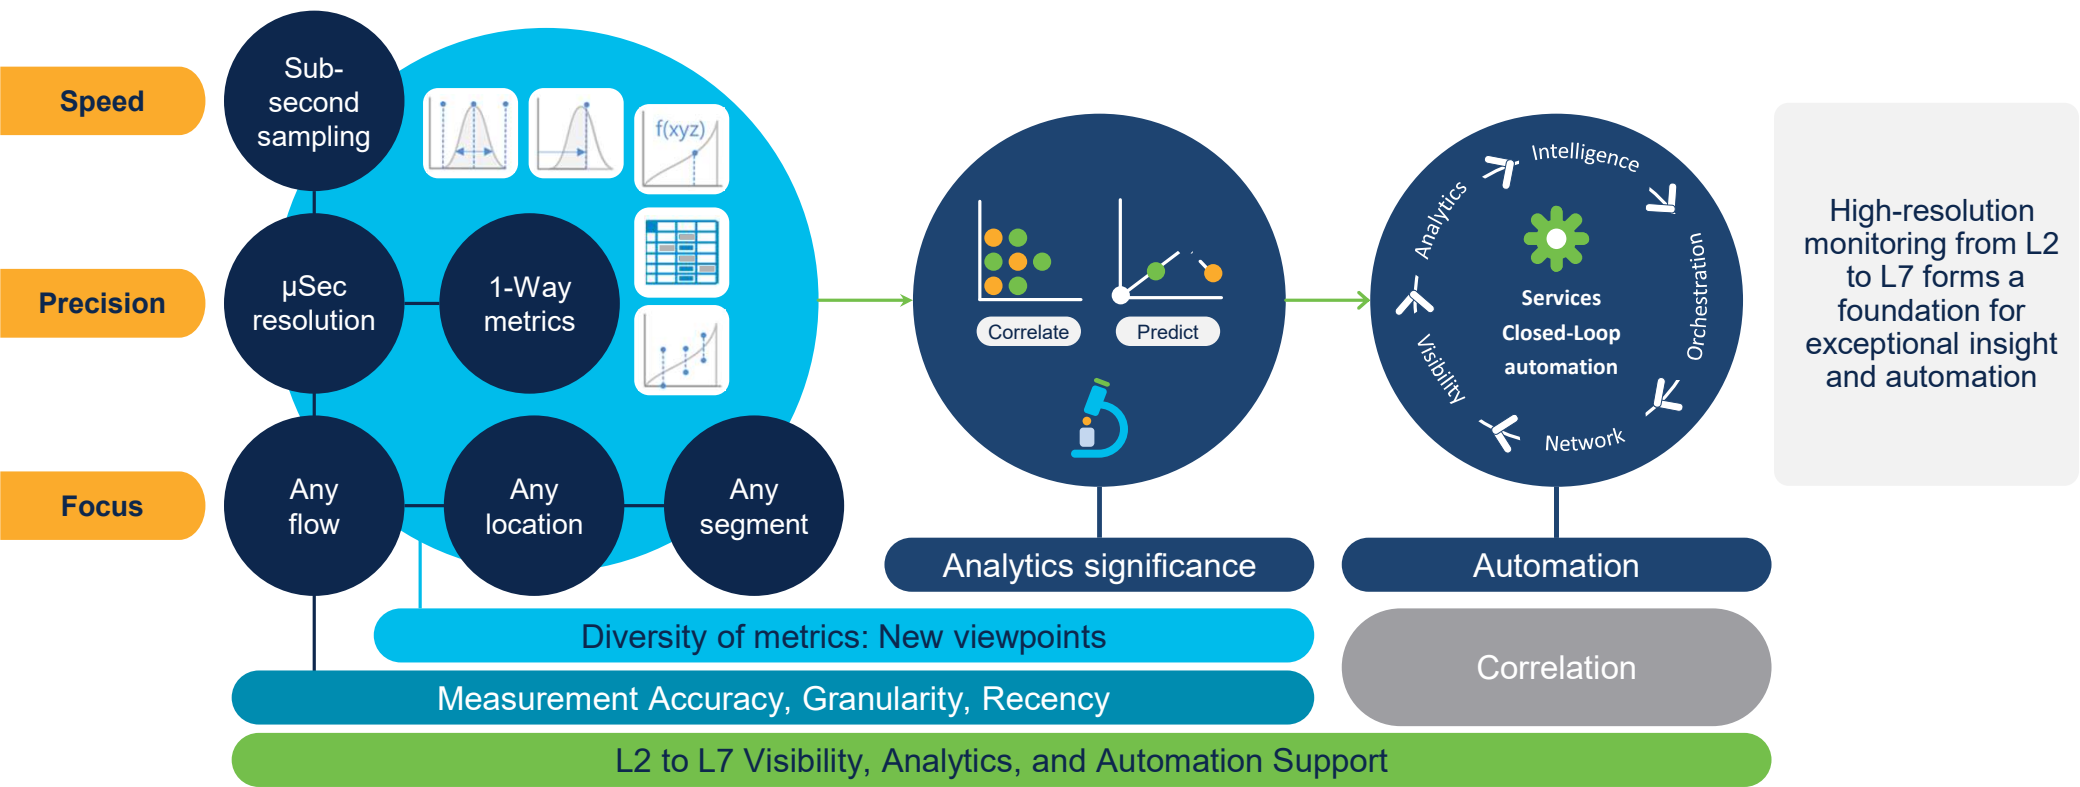 Speed
Sub-
second
sampling
f(xyz)
Precision
µSec
resolution
1-Way
metrics
Focus
Any
flow
Any
location
Any
segment
Correlate
Predict
Analytics significance
Intelligence
Orchestration
Network
Visibility
Analytics
Services
Closed-Loop
automation
Automation
High-resolution
monitoring from L2
to L7 forms a
foundation for
exceptional insight
and automation
Diversity of metrics: New viewpoints
Measurement Accuracy, Granularity, Recency
Correlation
L2 to L7 Visibility, Analytics, and Automation Support